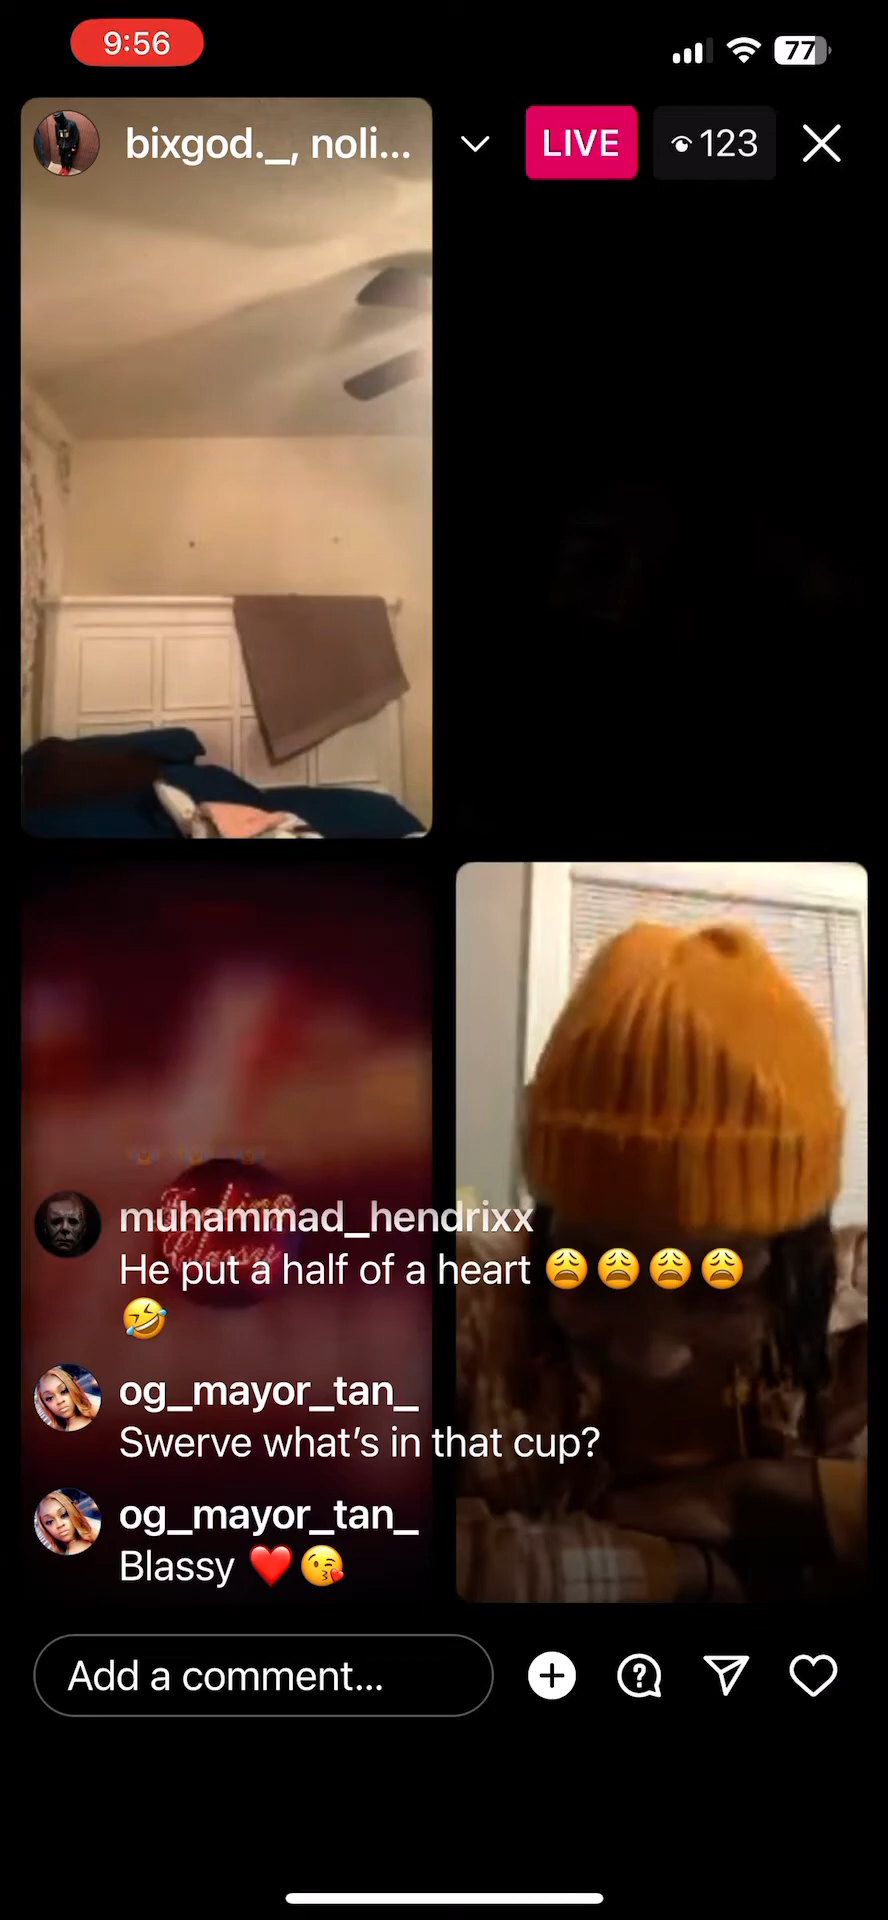 9:56
77
bixgod._, noli...
LIVE
123
muhammad_hendrixx
He put a half of a heart 😩😩😩😩
🤣
og_mayor_tan_
Swerve what's in that cup?
og_mayor_tan_
Blassy ❤️😘
Add a comment...